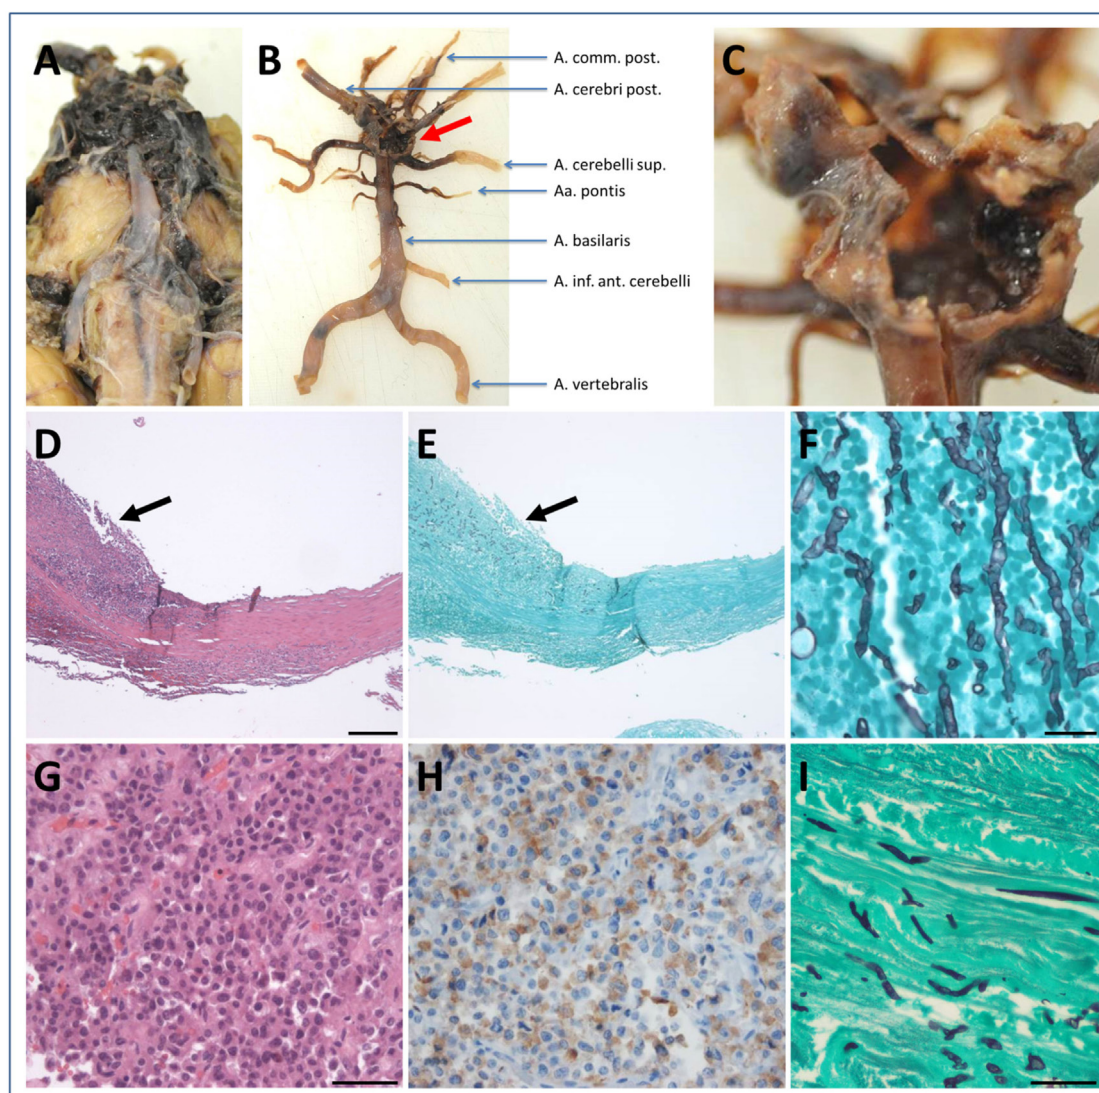 A
B
C
A. comm. post.
A. cerebri post.
A. cerebelli sup.
Aa. pontis
A. basilaris
A. inf. ant. cerebelli
A. vertebralis
D
E
F
G
H
I